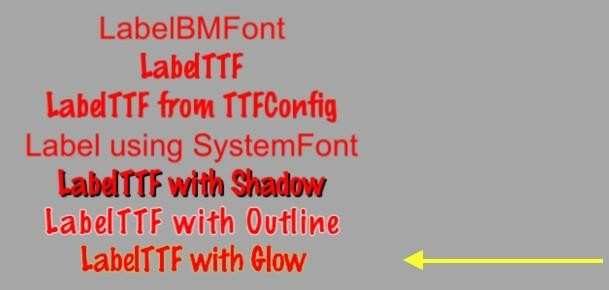 LabelBMFont
LabelTTF
LabelTTF from TTFConfig
Label using SystemFont
LabelTTF with Shadow
LabelTTF with Outline
LabelTTF with Glow